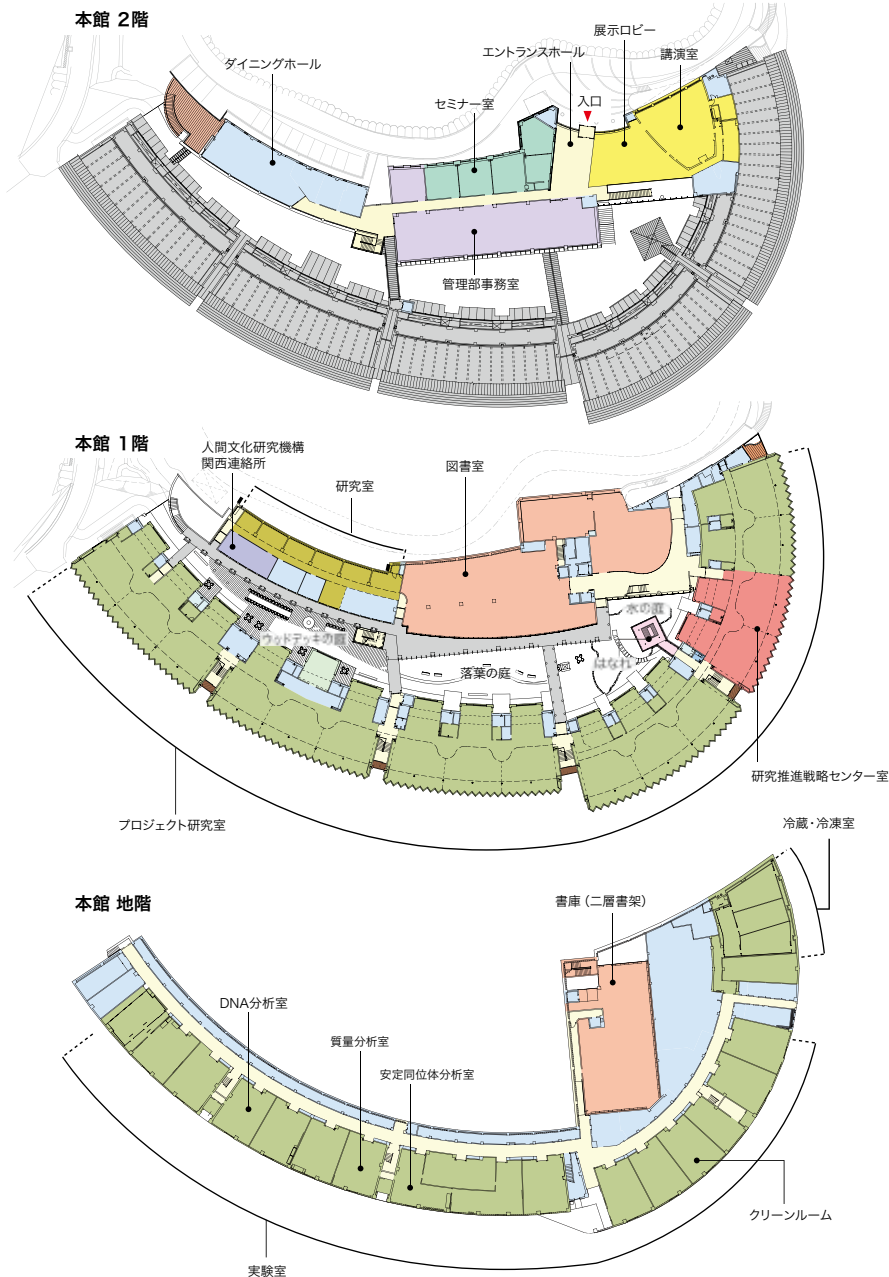 本館 2階
展示ロビー
エントランスホール
講演室
ダイニングホール
セミナー室
入口
管理部事務室
本館 1階
人間文化研究機構
関西連絡所
図書室
研究室
水の庭
ウッドデッキの庭
はなれ
落葉の庭
研究推進戦略センター室
プロジェクト研究室
冷蔵・冷凍室
本館 地階
書庫（二層書架）
DNA分析室
質量分析室
安定同位体分析室
クリーンルーム
実験室